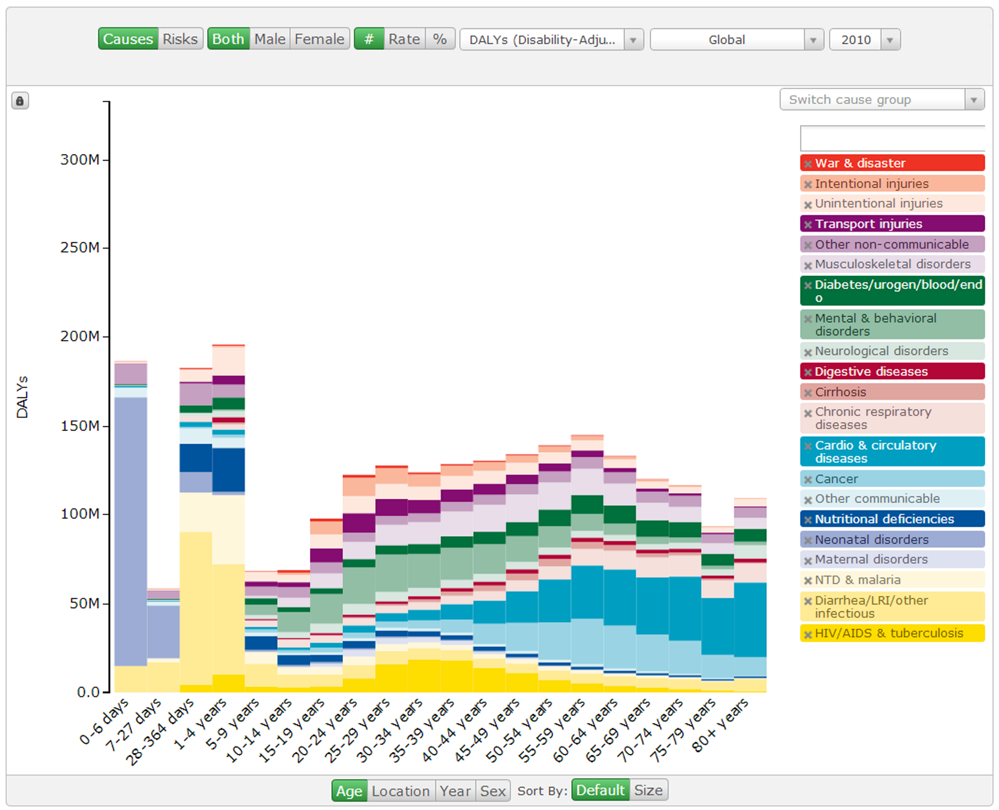 Causes Risks Both Male Female # Rate % DALYs (Disability-Adju... Global 2010
Switch cause group
300M
250M
200M
150M
100M
50M
0.0
DALYs
War & disaster
Intentional injuries
Unintentional injuries
Transport injuries
Other non-communicable
Musculoskeletal disorders
Diabetes/urogen/blood/end
o
Mental & behavioral
disorders
Neurological disorders
Digestive diseases
Cirrhosis
Chronic respiratory
diseases
Cardio & circulatory
diseases
Cancer
Other communicable
Nutritional deficiencies
Neonatal disorders
Maternal disorders
NTD & malaria
Diarrhea/LRI/other
infectious
HIV/AIDS & tuberculosis
0-6 days
7-27 days
28-364 days
1-4 years
5-9 years
10-14 years
15-19 years
20-24 years
25-29 years
30-34 years
35-39 years
40-44 years
45-49 years
50-54 years
55-59 years
60-64 years
65-69 years
70-74 years
75-79 years
80+ years
Age Location Year Sex Sort By: Default Size